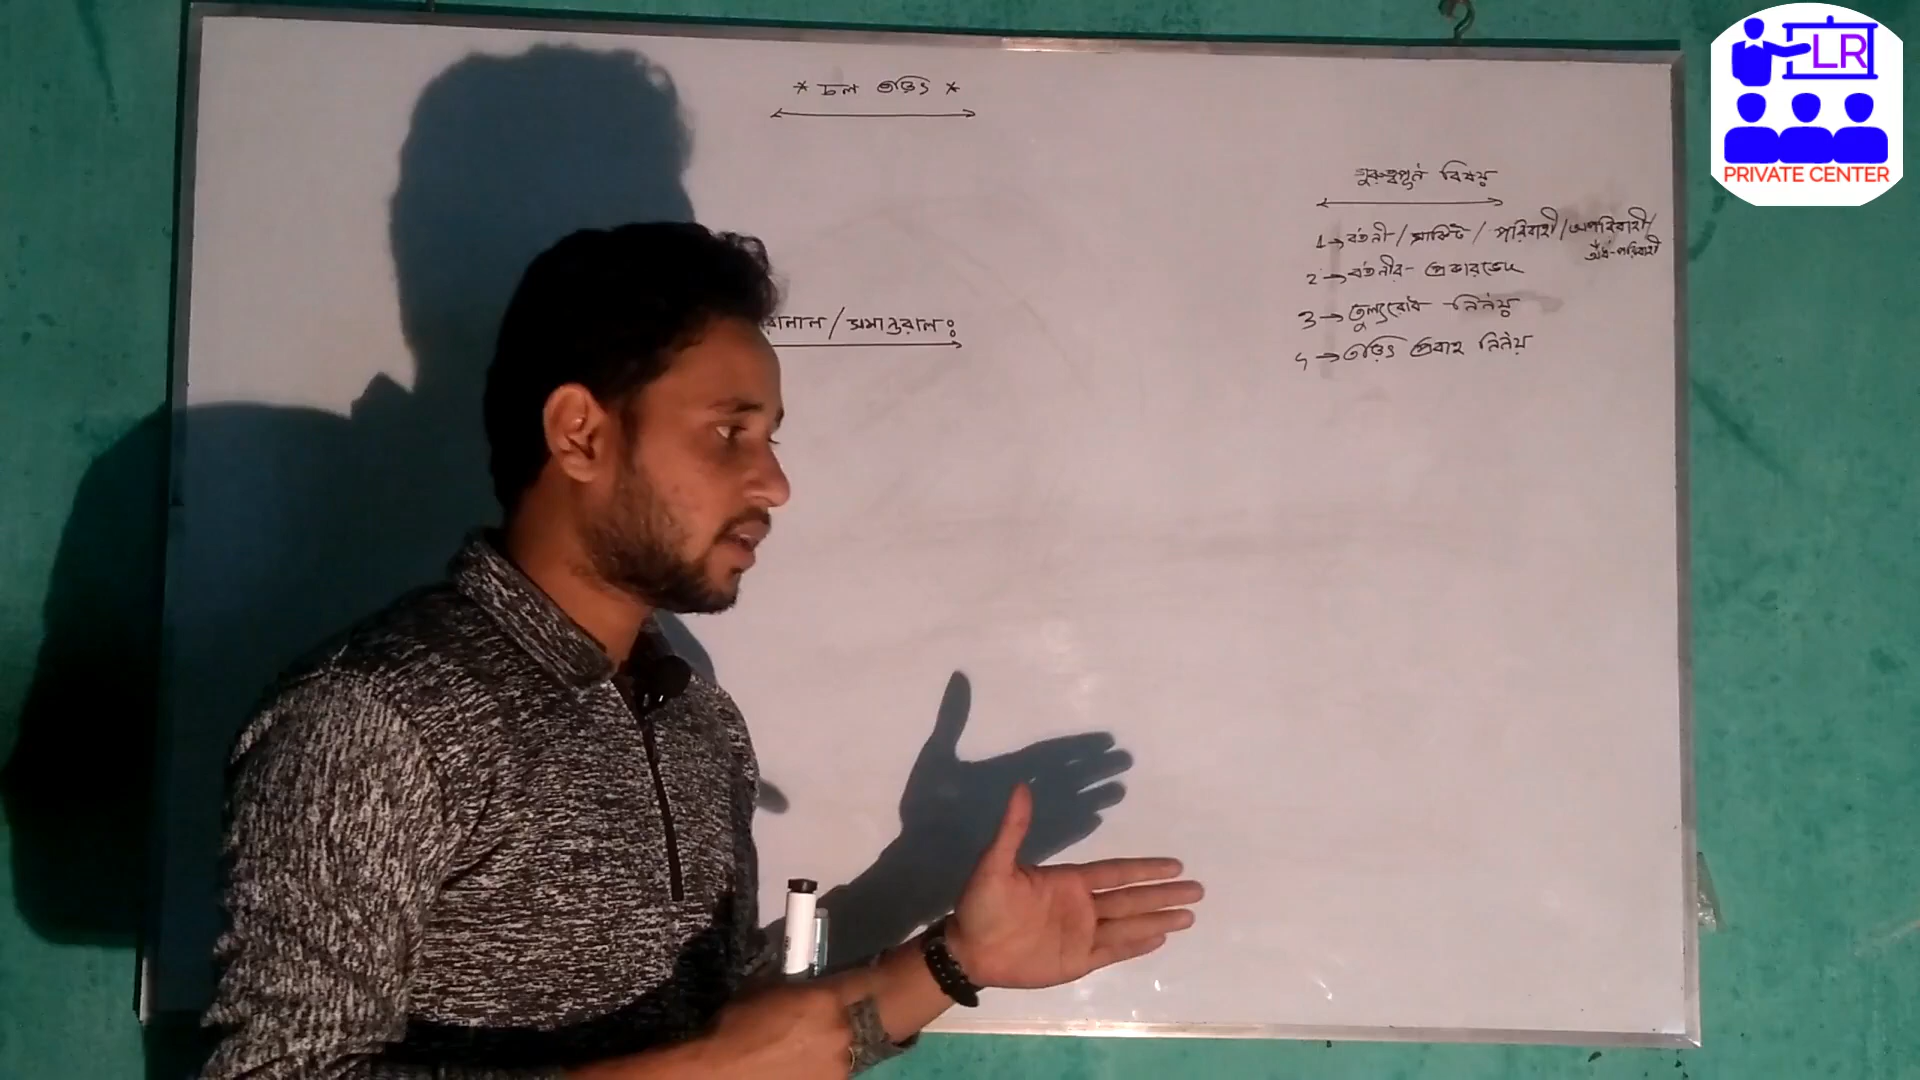 * চল তড়িৎ *
LR
PRIVATE CENTER
গুরুত্বপূর্ণ বিষয়
1→ বর্তনী / সার্কিট / পরিবাহী / অপরিবাহী /
অর্ধ-পরিবাহী
2→ বর্তনীর প্রকারভেদ
/ সমান্তরালঃ
3→ তুল্যরোধ নির্ণয়
4→ তড়িৎ প্রবাহ নির্ণয়